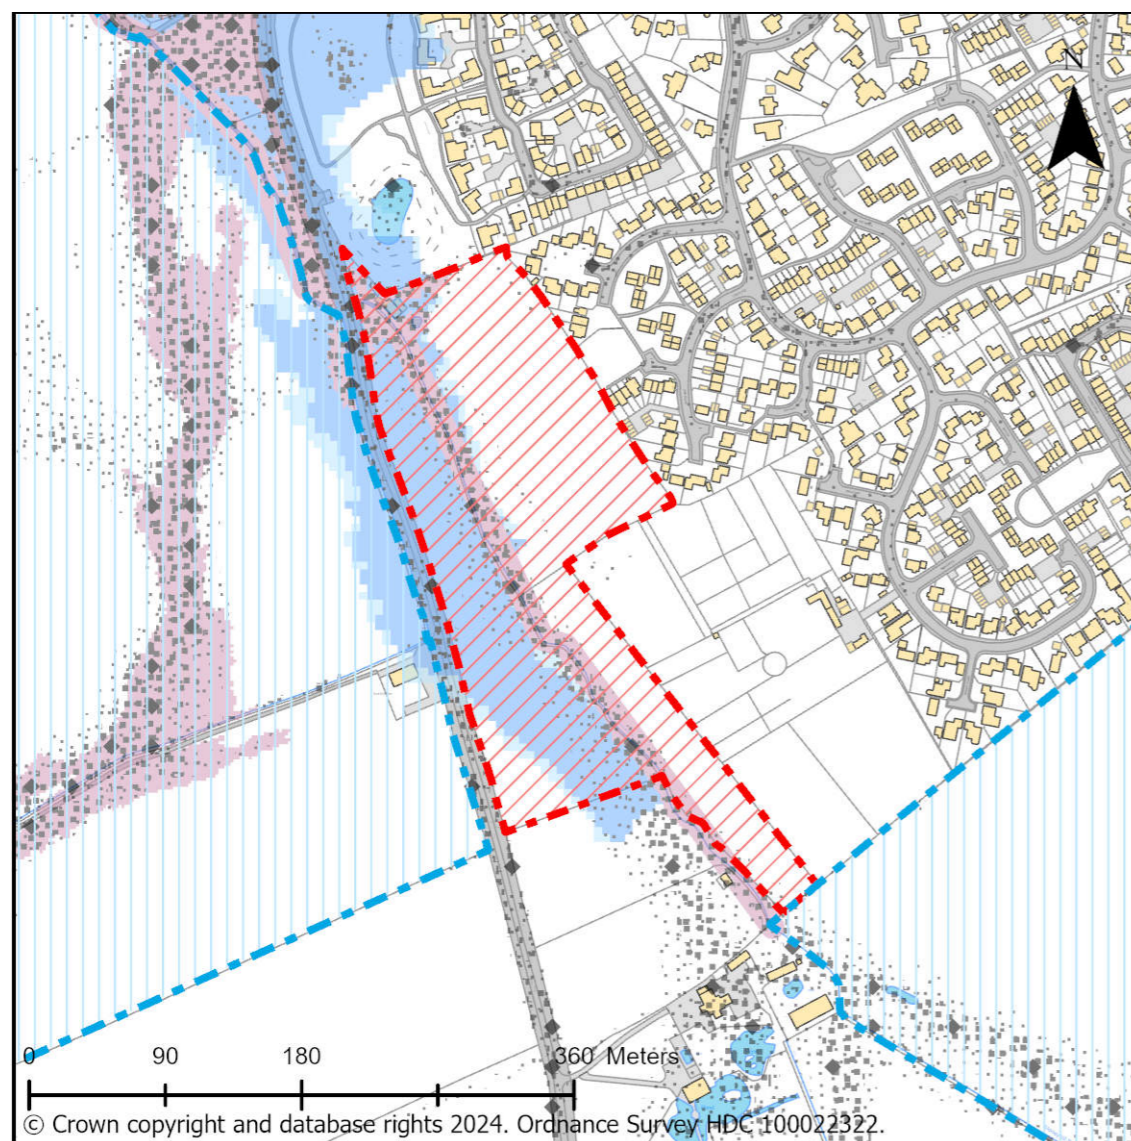 N
0 90 180 360 Meters
© Crown copyright and database rights 2024. Ordnance Survey HDC 100022322.